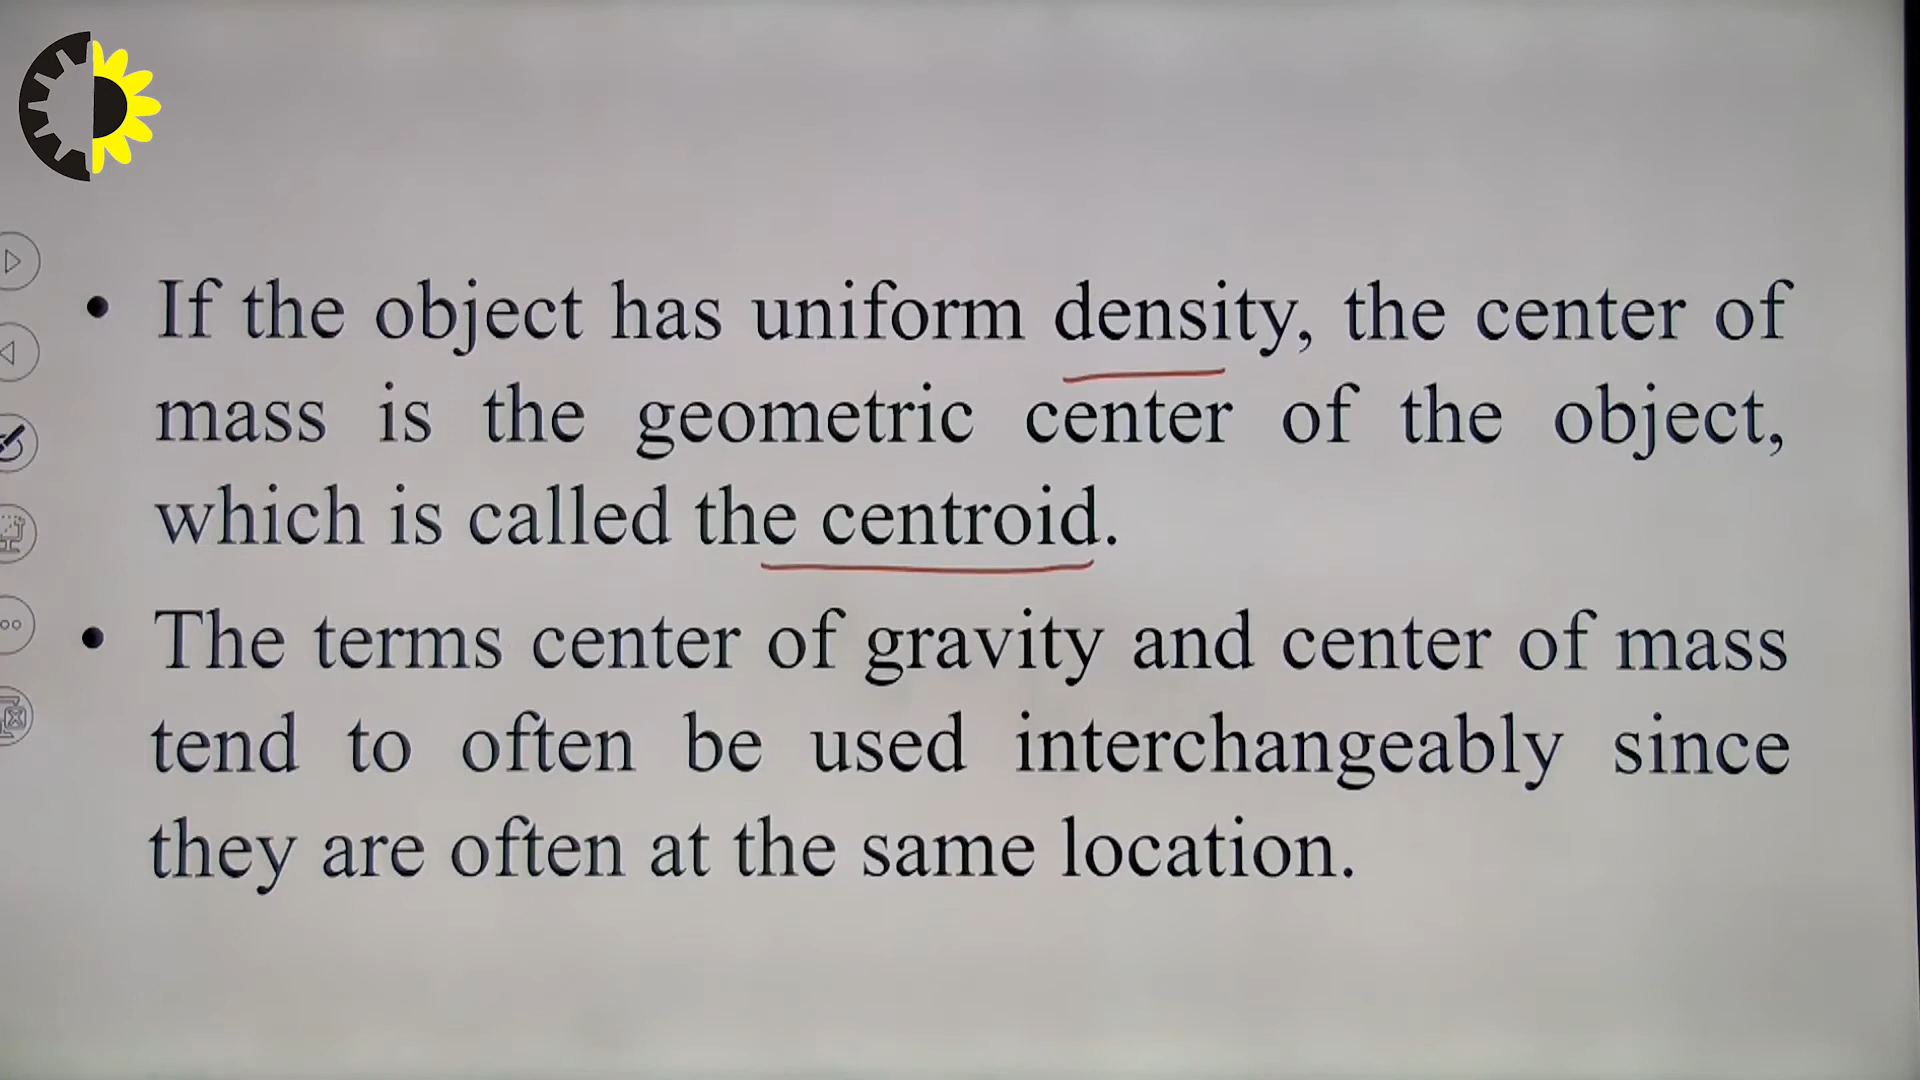 • If the object has uniform density, the center of
mass is the geometric center of the object,
which is called the centroid.
• The terms center of gravity and center of mass
tend to often be used interchangeably since
they are often at the same location.